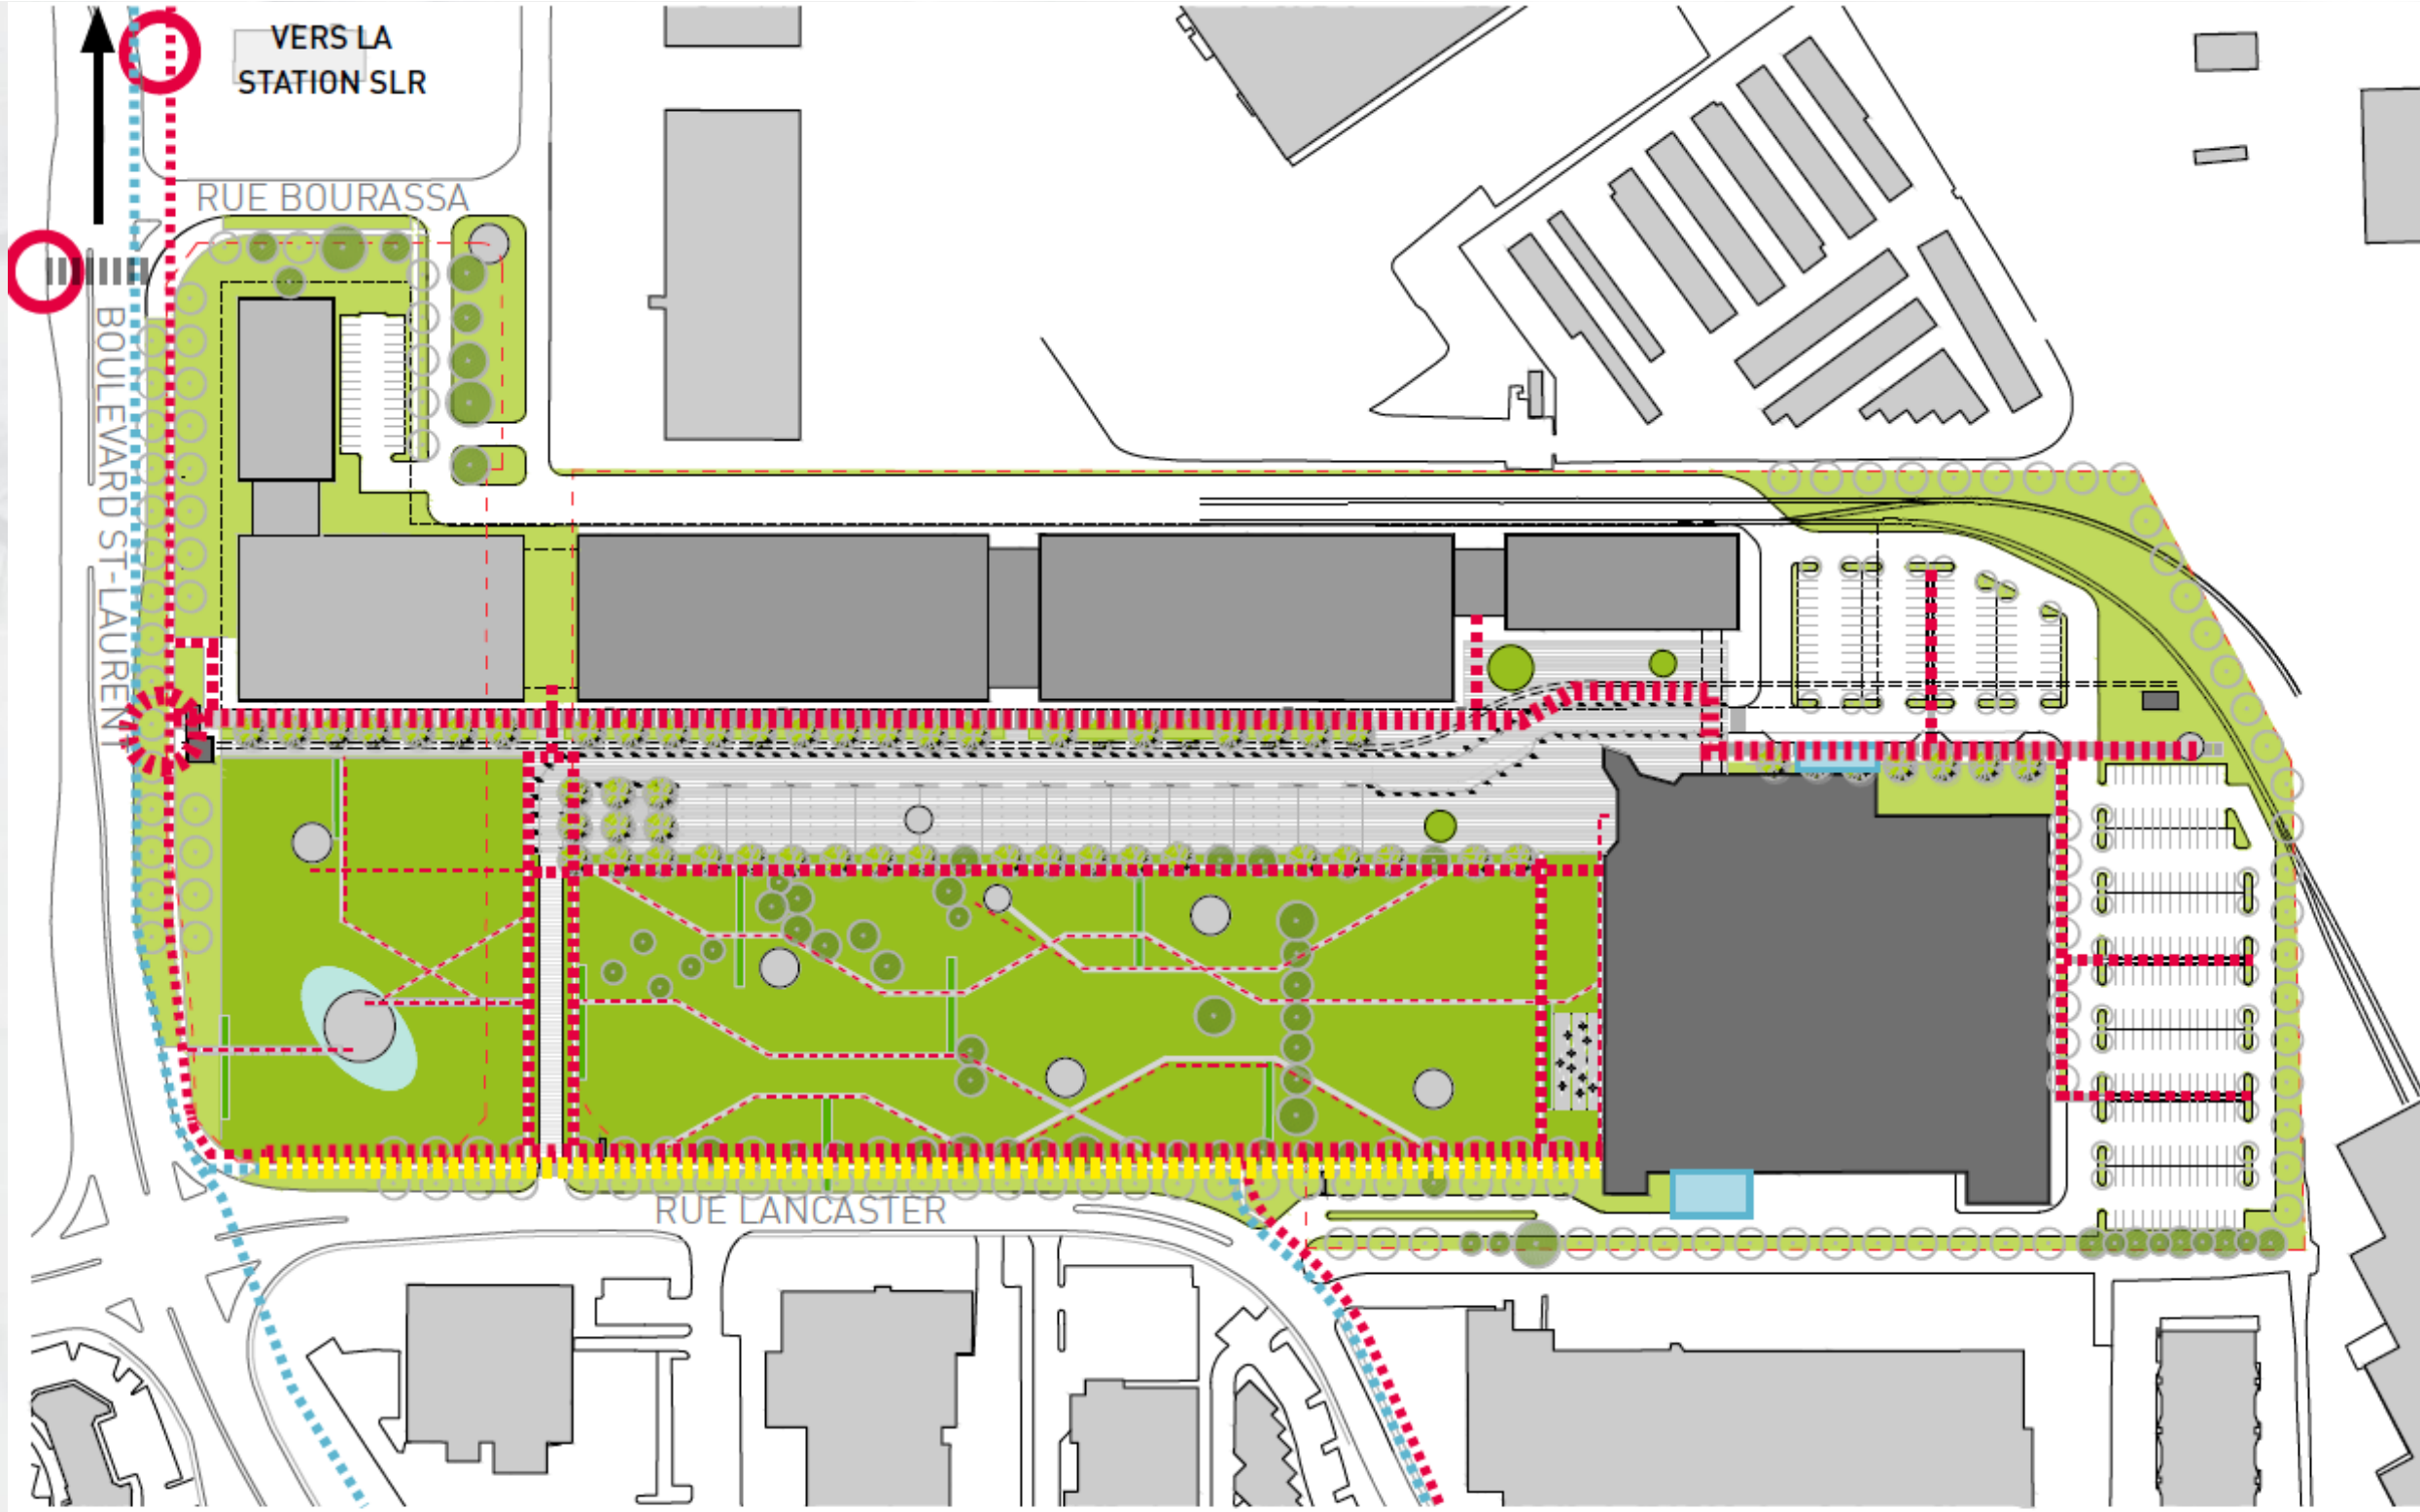 VERS LA
STATION SLR
RUE BOURASSA
BOULEVARD ST-LAURENT
RUE LANCASTER